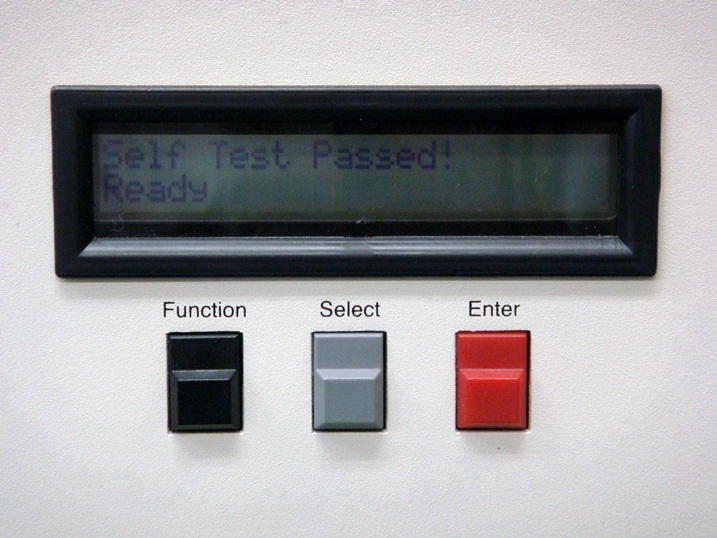 Self Test Passed!
Ready
Function Select Enter